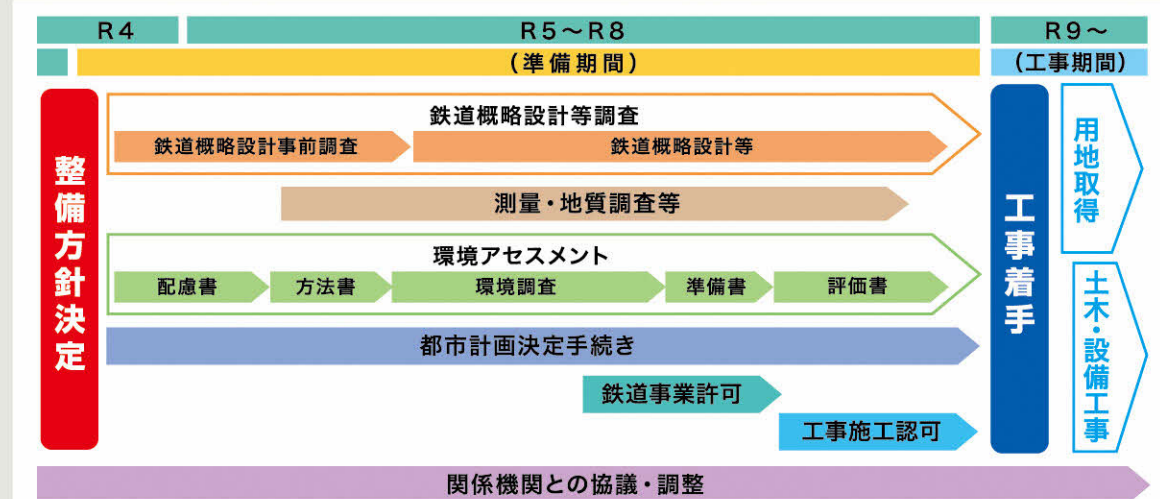 R4
R5～R8
R9～
(準備期間)
(工事期間)
整備方針決定
鉄道概略設計等調査
鉄道概略設計事前調査
鉄道概略設計等
測量・地質調査等
環境アセスメント
配慮書
方法書
環境調査
準備書
評価書
都市計画決定手続き
鉄道事業許可
工事施工認可
工事着手
用地取得
土木・設備工事
関係機関との協議・調整